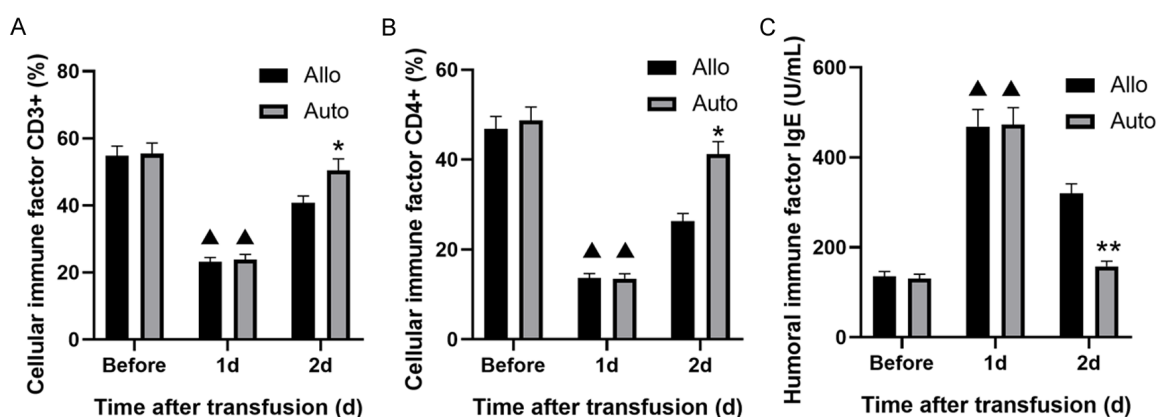 A
Cellular immune factor CD3+ (%)
80
60
40
20
0
Allo
Auto
▲ ▲
*
Before 1d 2d
Time after transfusion (d)
B
Cellular immune factor CD4+ (%)
60
40
20
0
Allo
Auto
▲ ▲
*
Before 1d 2d
Time after transfusion (d)
C
Humoral immune factor IgE (U/mL)
600
400
200
0
Allo
Auto
▲ ▲
**
Before 1d 2d
Time after transfusion (d)